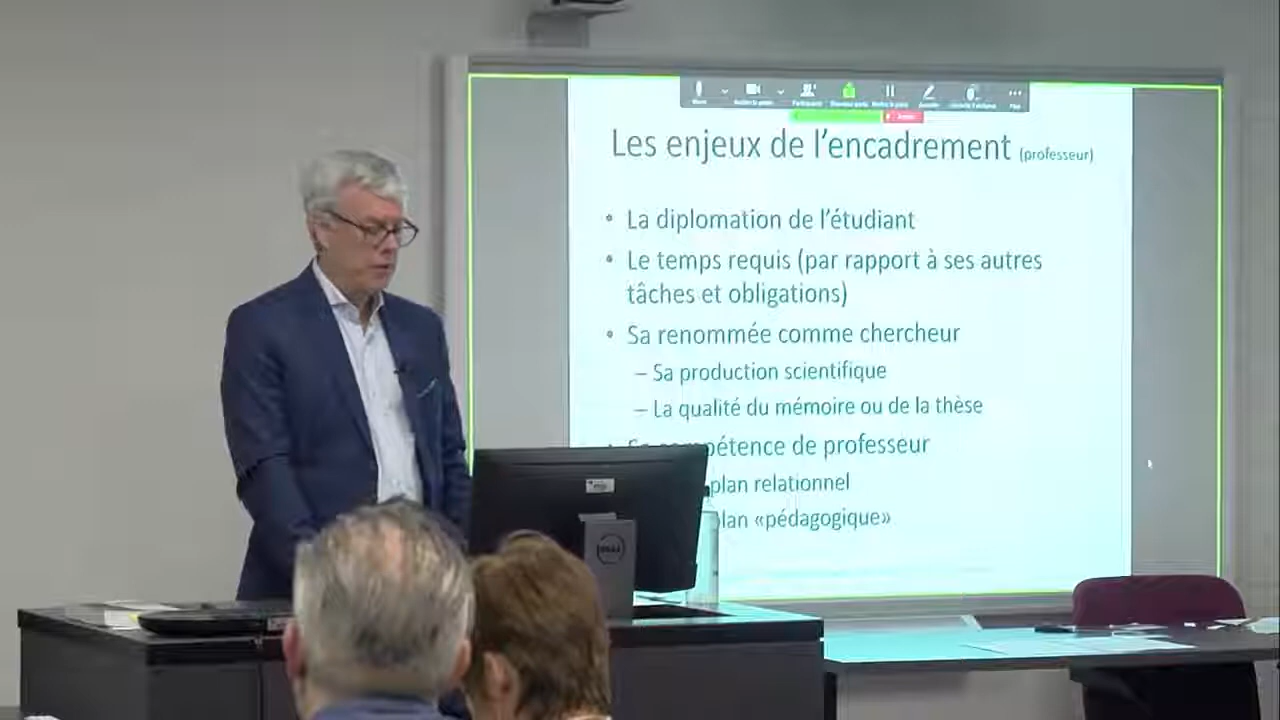 Les enjeux de l'encadrement (professeur)
• La diplomation de l'étudiant
• Le temps requis (par rapport à ses autres
tâches et obligations)
• Sa renommée comme chercheur
– Sa production scientifique
– La qualité du mémoire ou de la thèse
pétence de professeur
plan relationnel
plan «pédagogique»
DELL